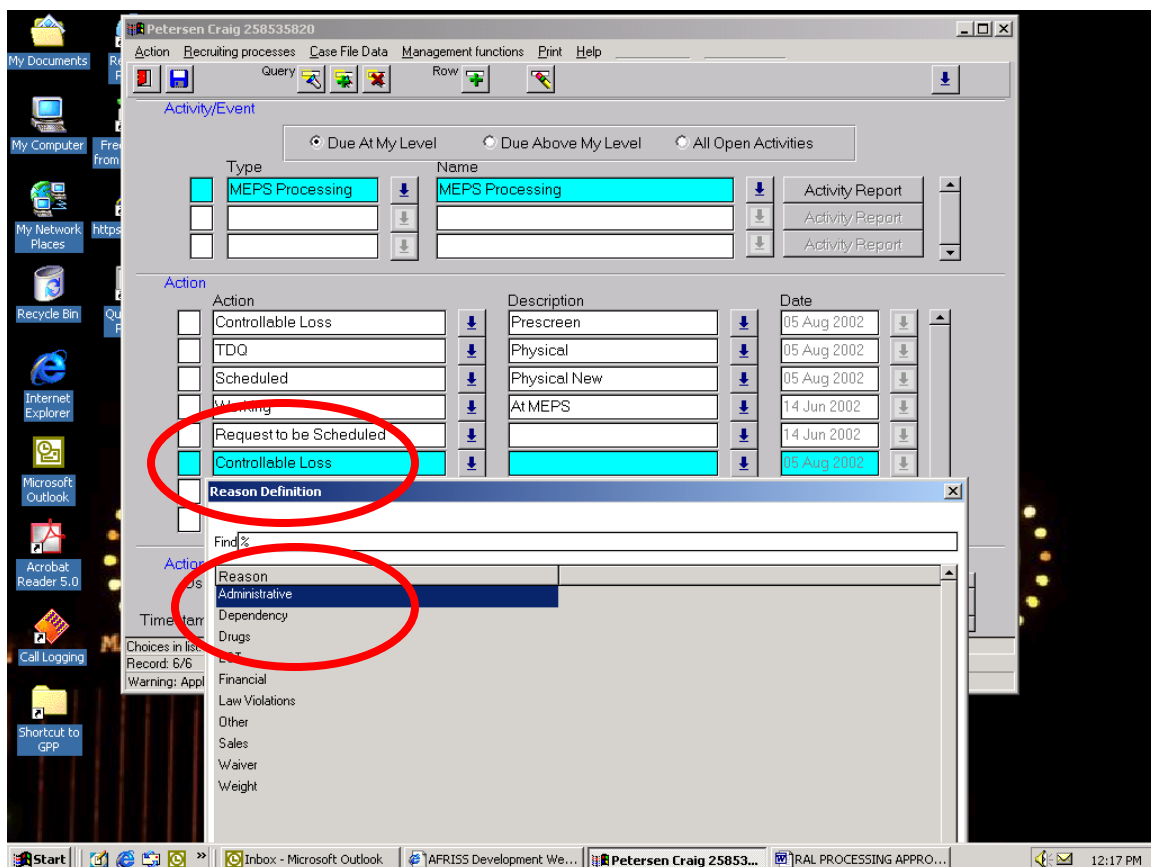 Petersen Craig 258535820
Action Recruiting processes Case File Data Management functions Print Help
Query Row
Activity/Event
Due At My Level Due Above My Level All Open Activities
Type Name
MEPS Processing MEPS Processing Activity Report
Activity Report
Activity Report
Action
Action Description Date
Controllable Loss Prescreen 05 Aug 2002
TDQ Physical 05 Aug 2002
Scheduled Physical New 05 Aug 2002
Working At MEPS 14 Jun 2002
Request to be Scheduled 14 Jun 2002
Controllable Loss 05 Aug 2002
Reason Definition
Find %
Reason
Administrative
Dependency
Drugs
Financial
Law Violations
Other
Sales
Waiver
Weight
Choices in list
Record: 6/6
Warning: Appl
My Documents
My Computer
My Network
Places
Recycle Bin
Internet
Explorer
Microsoft
Outlook
Acrobat
Reader 5.0
Call Logging
Shortcut to
GPP
Free
from
https
Start Inbox - Microsoft Outlook AFRISS Development We... Petersen Craig 25853... RAL PROCESSING APPRO... 12:17 PM